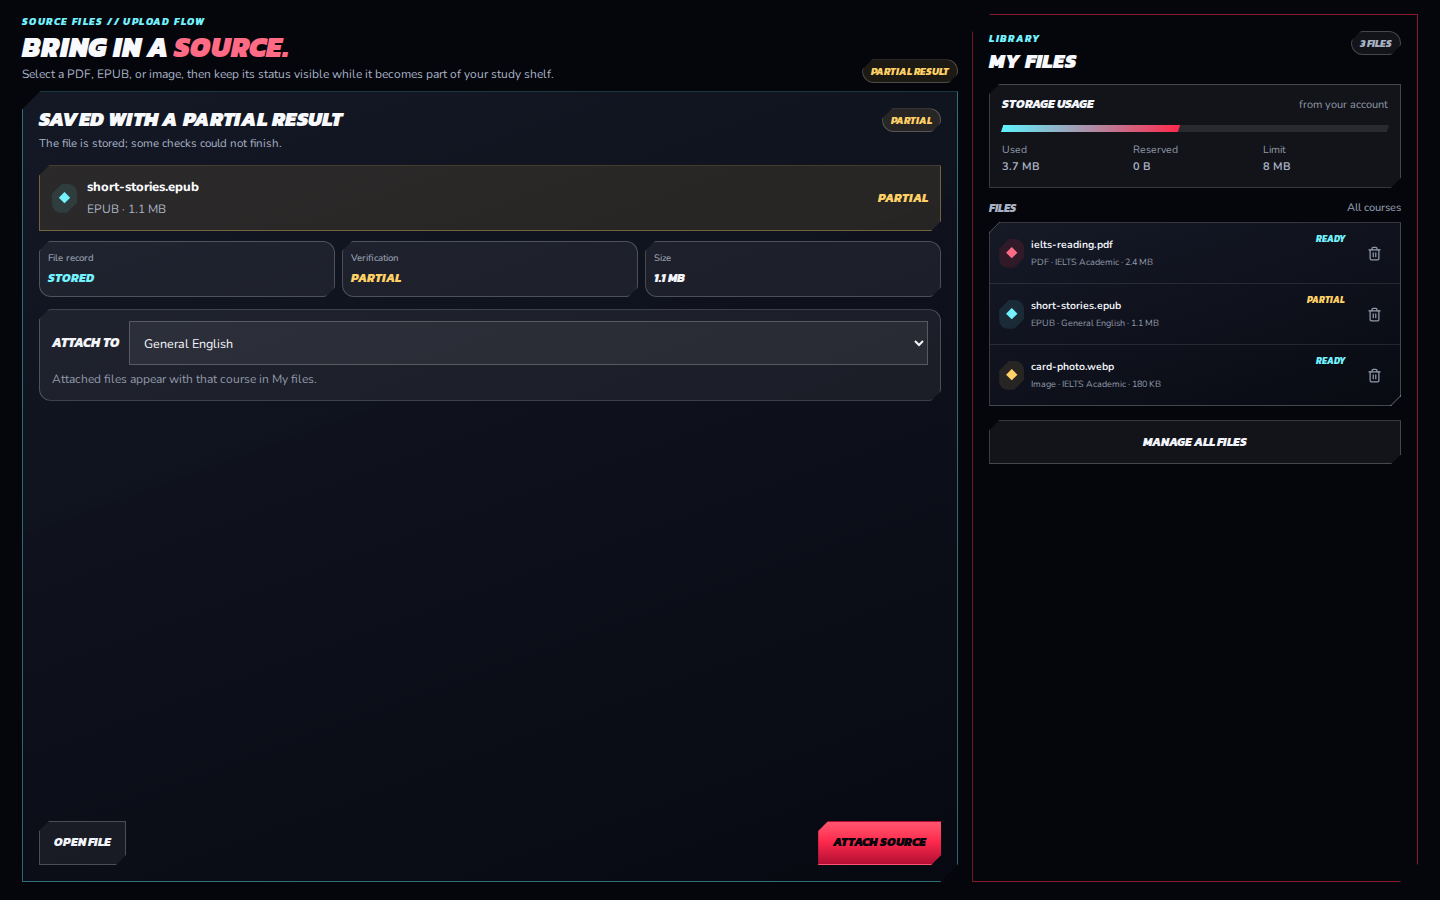 SOURCE FILES // UPLOAD FLOW
BRING IN A SOURCE.
Select a PDF, EPUB, or image, then keep its status visible while it becomes part of your study shelf.
PARTIAL RESULT
SAVED WITH A PARTIAL RESULT
PARTIAL
The file is stored; some checks could not finish.
short-stories.epub
EPUB · 1.1 MB
PARTIAL
File record
STORED
Verification
PARTIAL
Size
1.1 MB
ATTACH TO
General English
Attached files appear with that course in My files.
OPEN FILE
ATTACH SOURCE
LIBRARY
MY FILES
3 FILES
STORAGE USAGE
from your account
Used
3.7 MB
Reserved
0 B
Limit
8 MB
FILES
All courses
ielts-reading.pdf
PDF · IELTS Academic · 2.4 MB
READY
short-stories.epub
EPUB · General English · 1.1 MB
PARTIAL
card-photo.webp
Image · IELTS Academic · 180 KB
READY
MANAGE ALL FILES